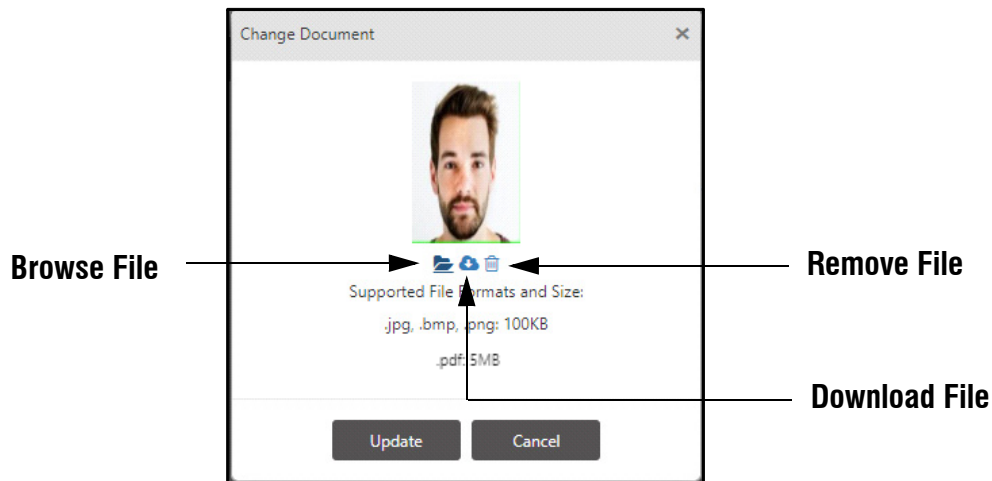 Change Document ×
Browse File
Remove File
Supported File Formats and Size:
.jpg, .bmp, .png: 100KB
.pdf: 5MB
Download File
Update Cancel